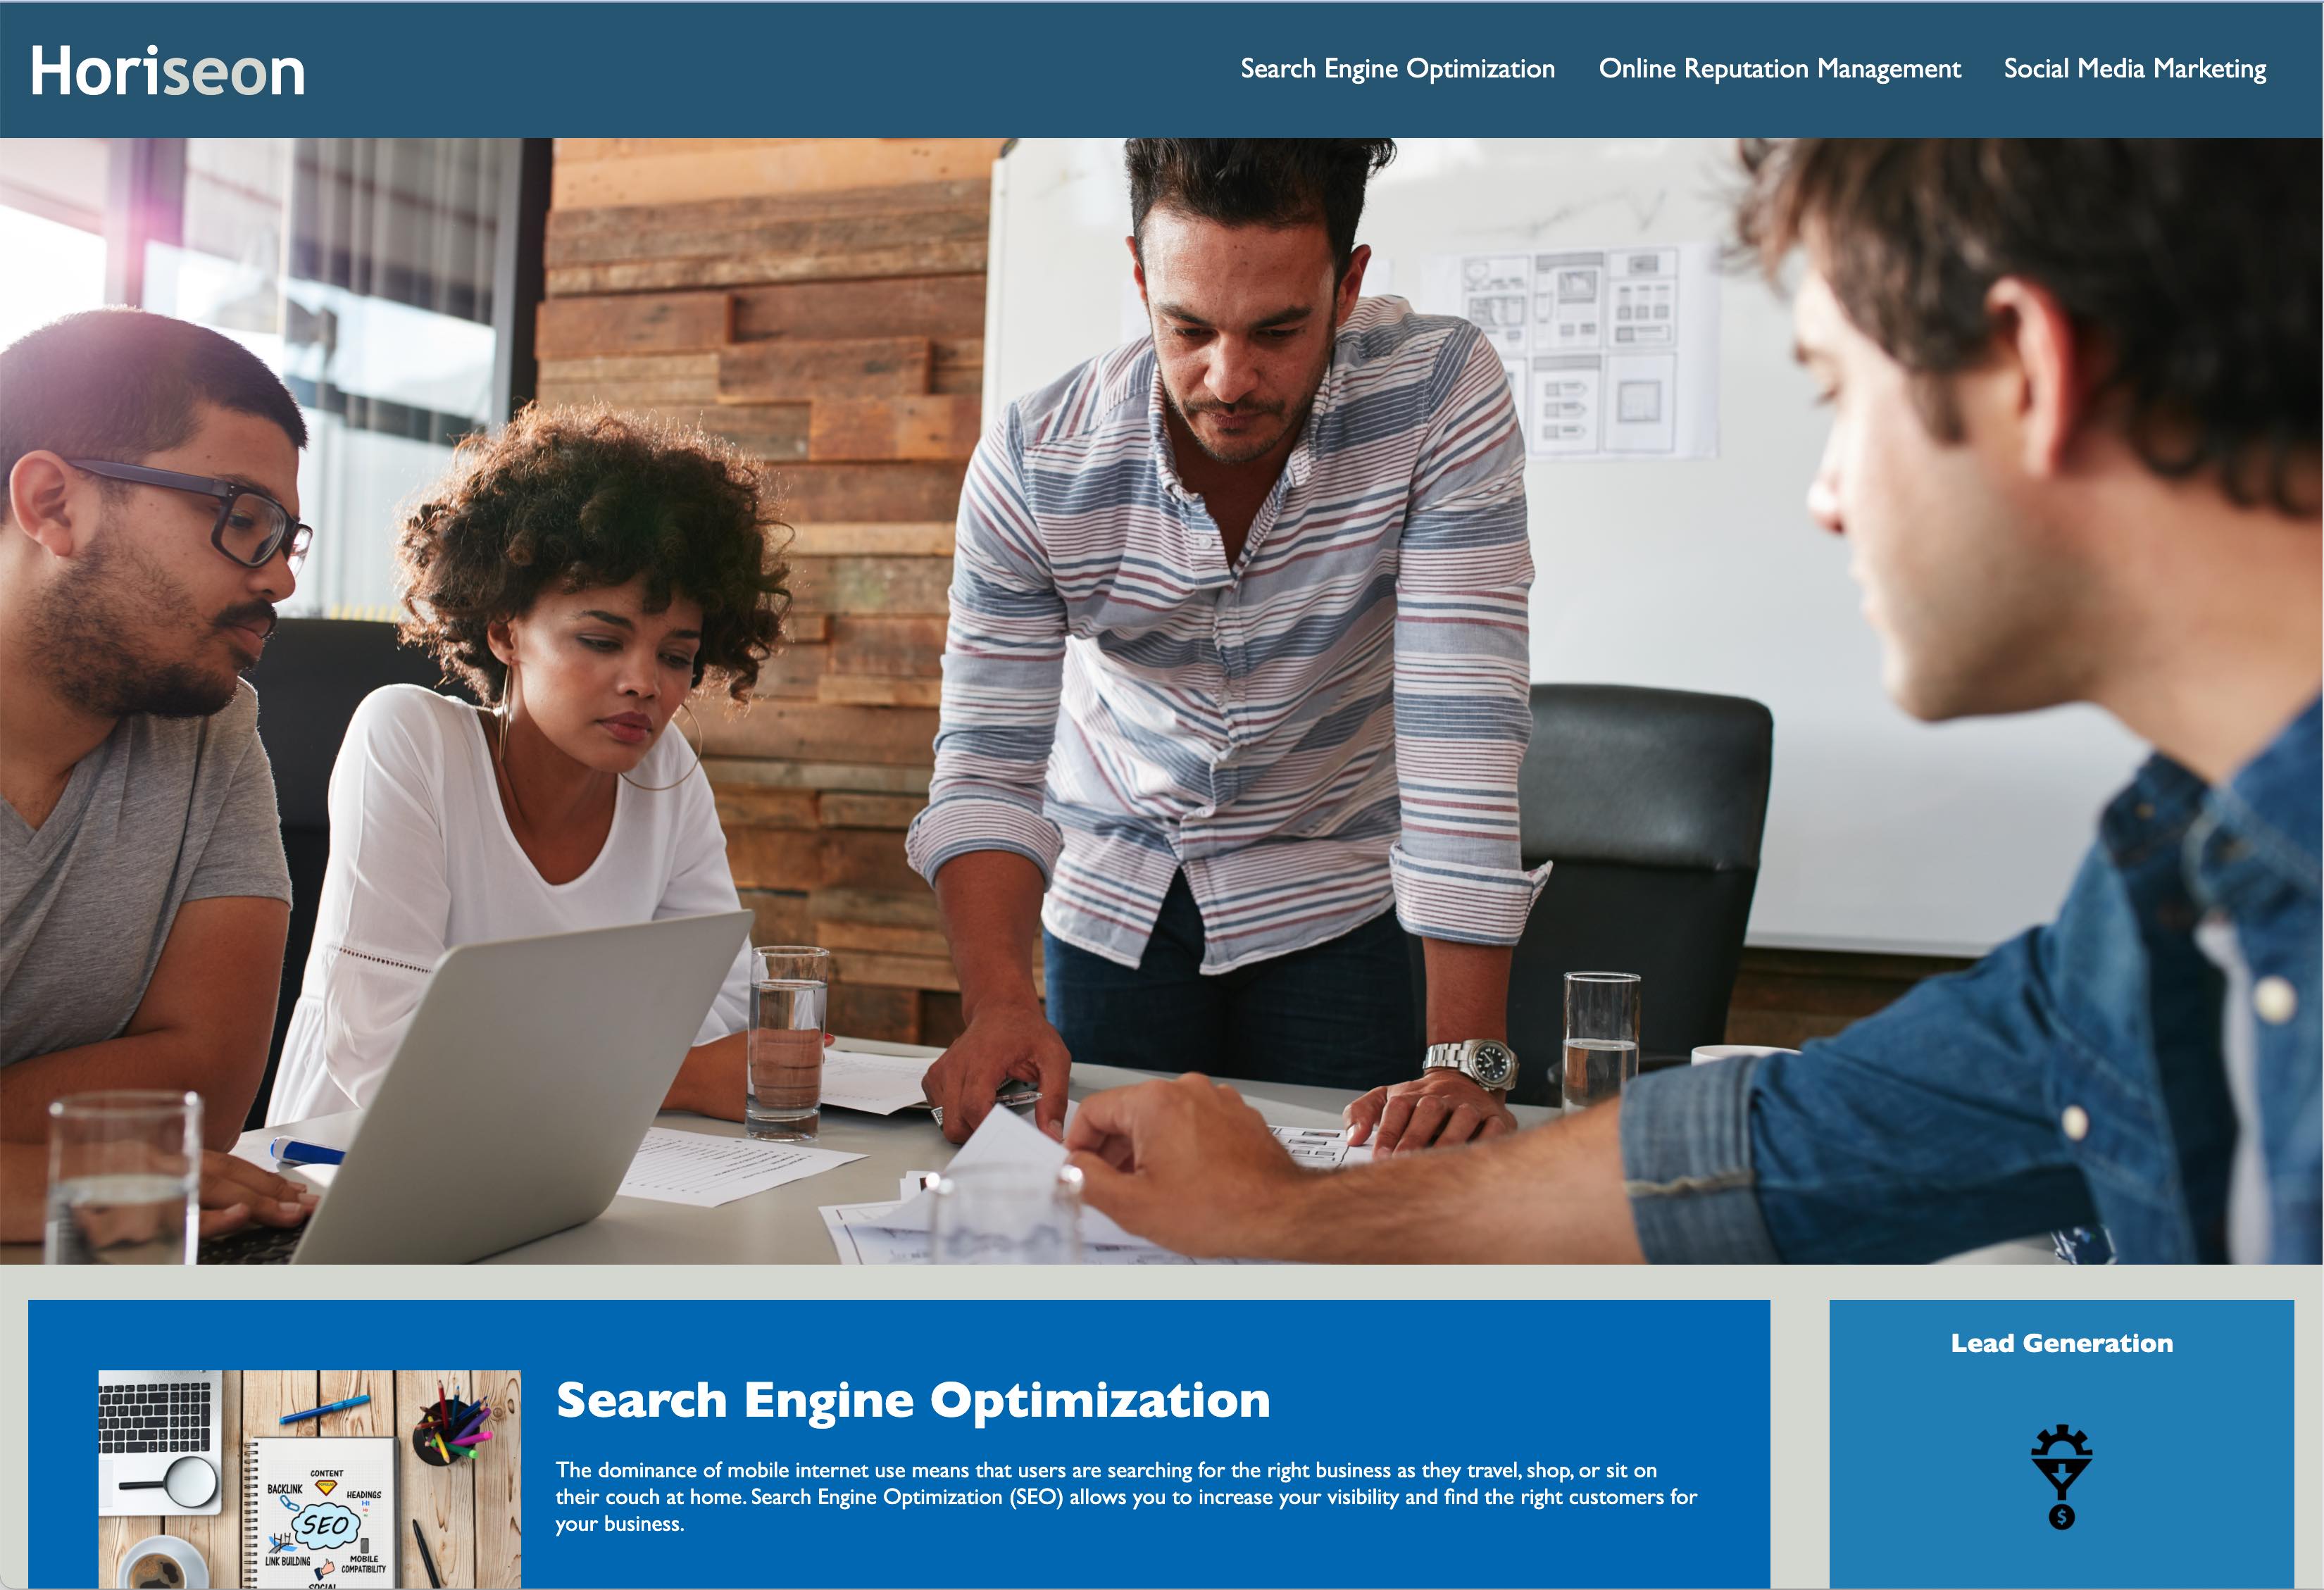 Horiseon
Search Engine Optimization
Online Reputation Management
Social Media Marketing
Search Engine Optimization
The dominance of mobile internet use means that users are searching for the right business as they travel, shop, or sit on
their couch at home. Search Engine Optimization (SEO) allows you to increase your visibility and find the right customers for
your business.
Lead Generation
$
CONTENT
BACKLINK
HEADINGS
H1
SEO
LINK BUILDING
MOBILE
COMPATIBILITY
SOCIAL